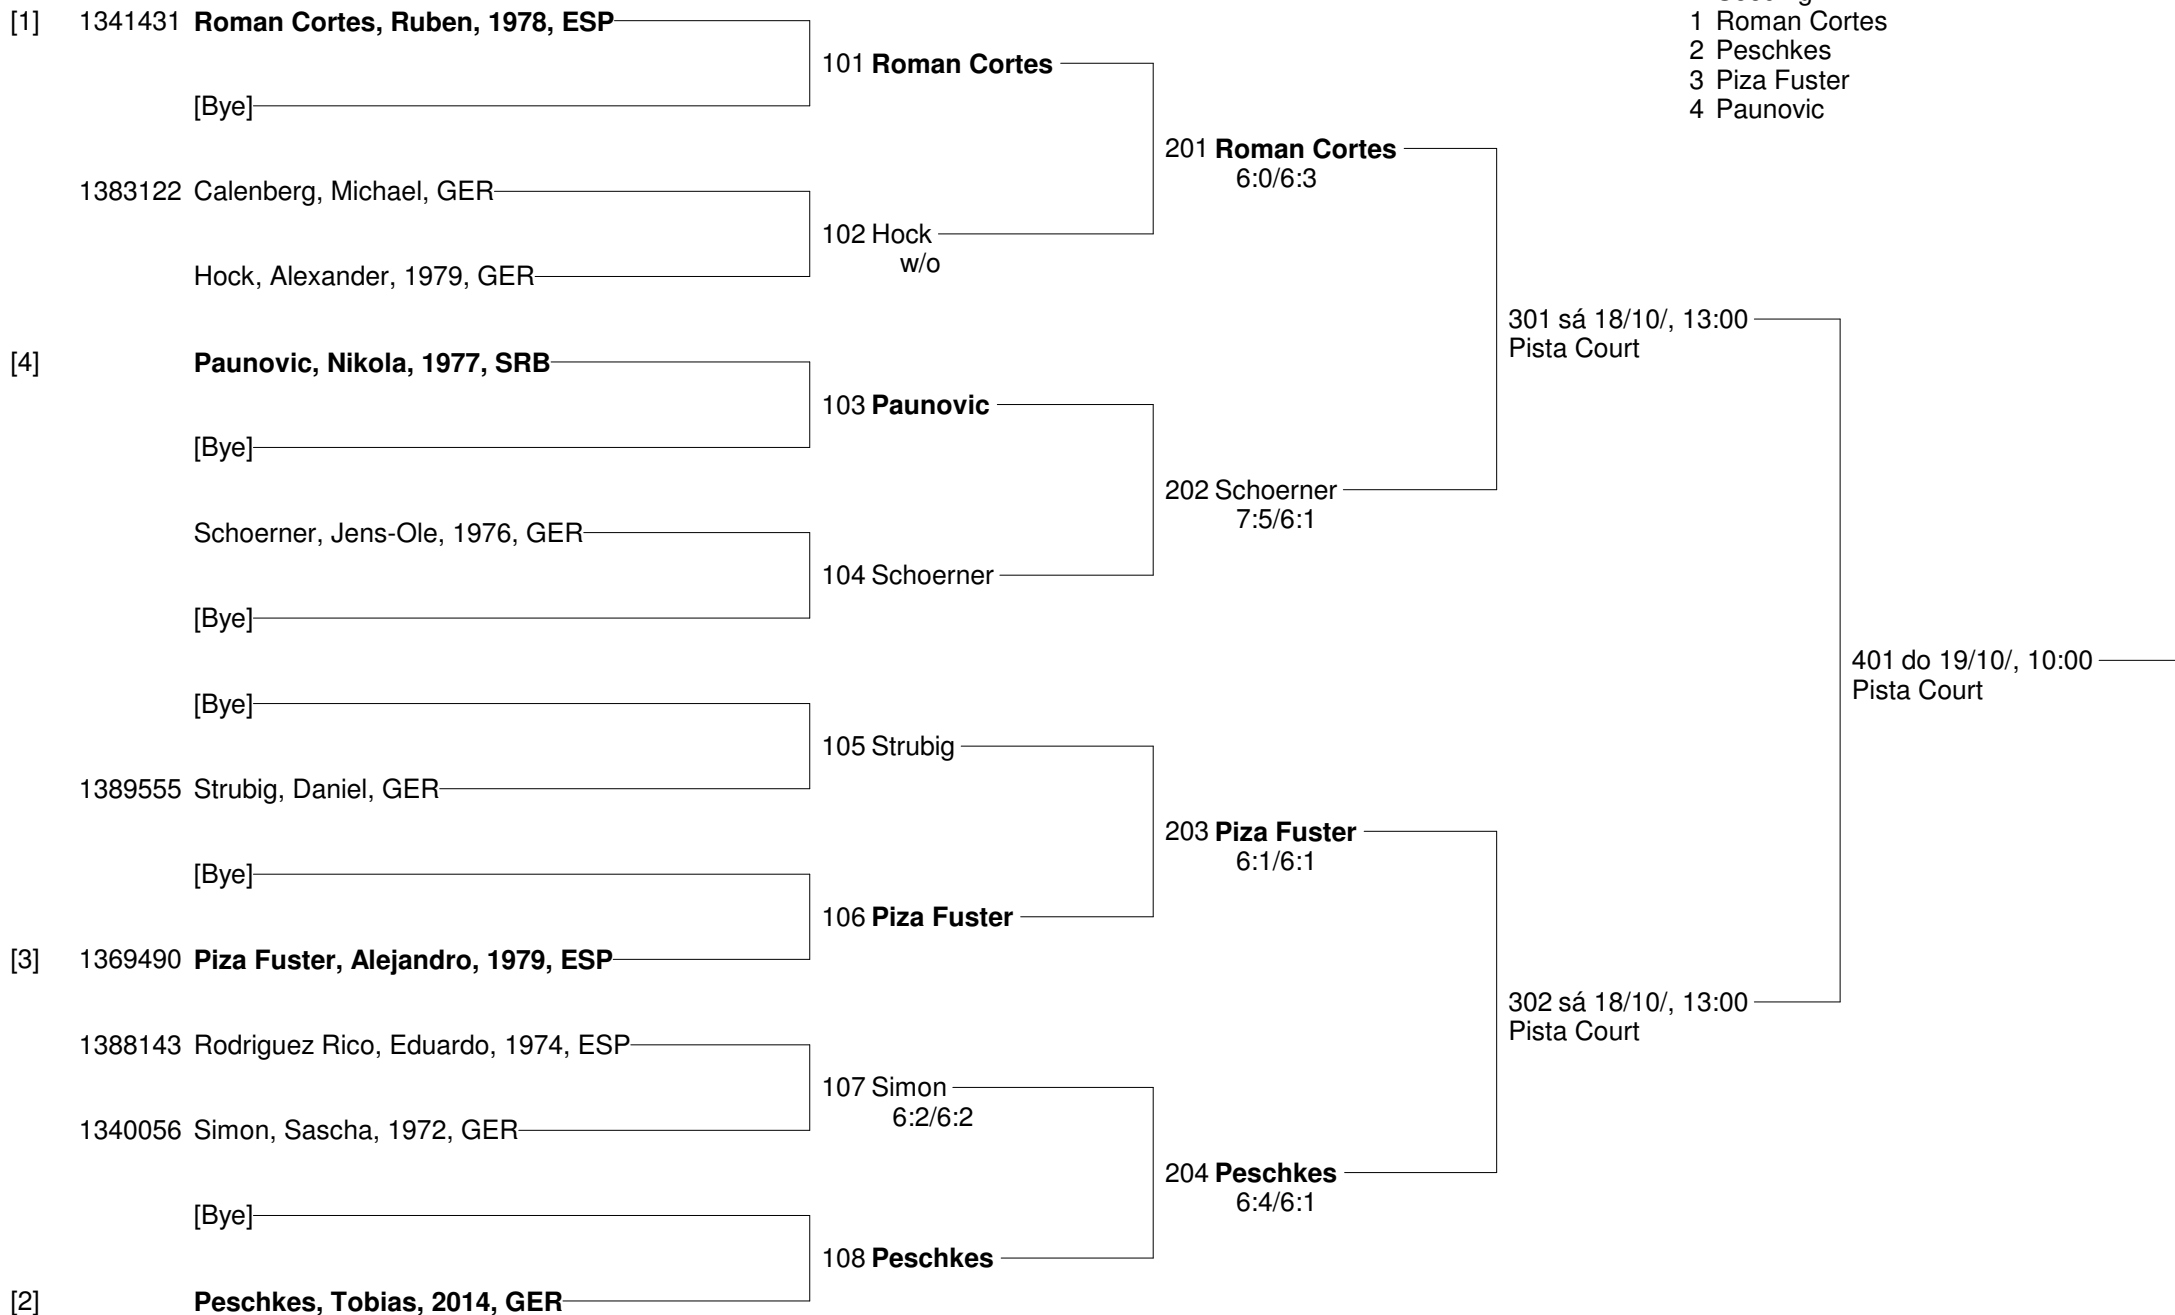 [1] 1341431 Roman Cortes, Ruben, 1978, ESP
1 Roman Cortes
2 Peschkes
3 Piza Fuster
4 Paunovic
101 Roman Cortes
[Bye]
201 Roman Cortes
6:0/6:3
1383122 Calenberg, Michael, GER
102 Hock
w/o
Hock, Alexander, 1979, GER
301 sá 18/10/, 13:00
Pista Court
[4] Paunovic, Nikola, 1977, SRB
103 Paunovic
[Bye]
202 Schoerner
7:5/6:1
Schoerner, Jens-Ole, 1976, GER
104 Schoerner
[Bye]
401 do 19/10/, 10:00
Pista Court
[Bye]
105 Strubig
1389555 Strubig, Daniel, GER
203 Piza Fuster
6:1/6:1
[Bye]
106 Piza Fuster
[3] 1369490 Piza Fuster, Alejandro, 1979, ESP
302 sá 18/10/, 13:00
Pista Court
1388143 Rodriguez Rico, Eduardo, 1974, ESP
107 Simon
6:2/6:2
1340056 Simon, Sascha, 1972, GER
204 Peschkes
6:4/6:1
[Bye]
108 Peschkes
[2] Peschkes, Tobias, 2014, GER